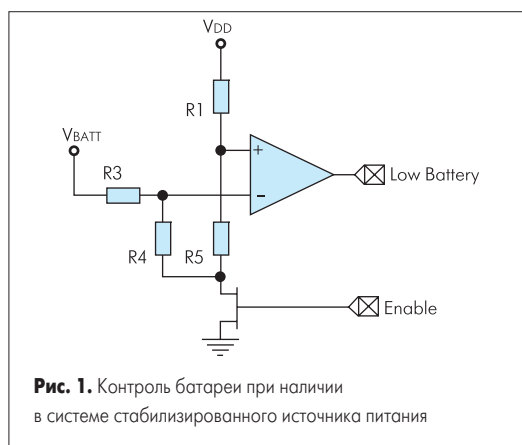 VDD
R1
VBATT
R3
+
−
Low Battery
R4
R5
Enable
Рис. 1. Контроль батареи при наличии
в системе стабилизированного источника питания